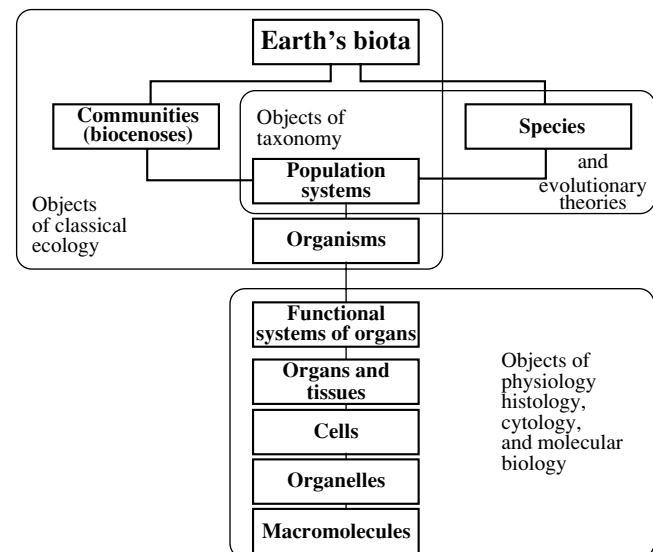 Earth's biota
Communities
(biocenoses)
Objects of
taxonomy
Species
Population
systems
and
evolutionary
theories
Objects
of classical
ecology
Organisms
Functional
systems of organs
Organs and
tissues
Cells
Organelles
Macromolecules
Objects of
physiology
histology,
cytology,
and molecular
biology